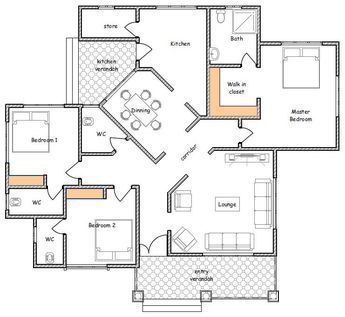 store
Kitchen
Bath
kitchen
verandah
Walk in
closet
Master
Bedroom
Dinning
Bedroom 1
WC
corridor
WC
Lounge
WC
Bedroom 2
entry
verandah